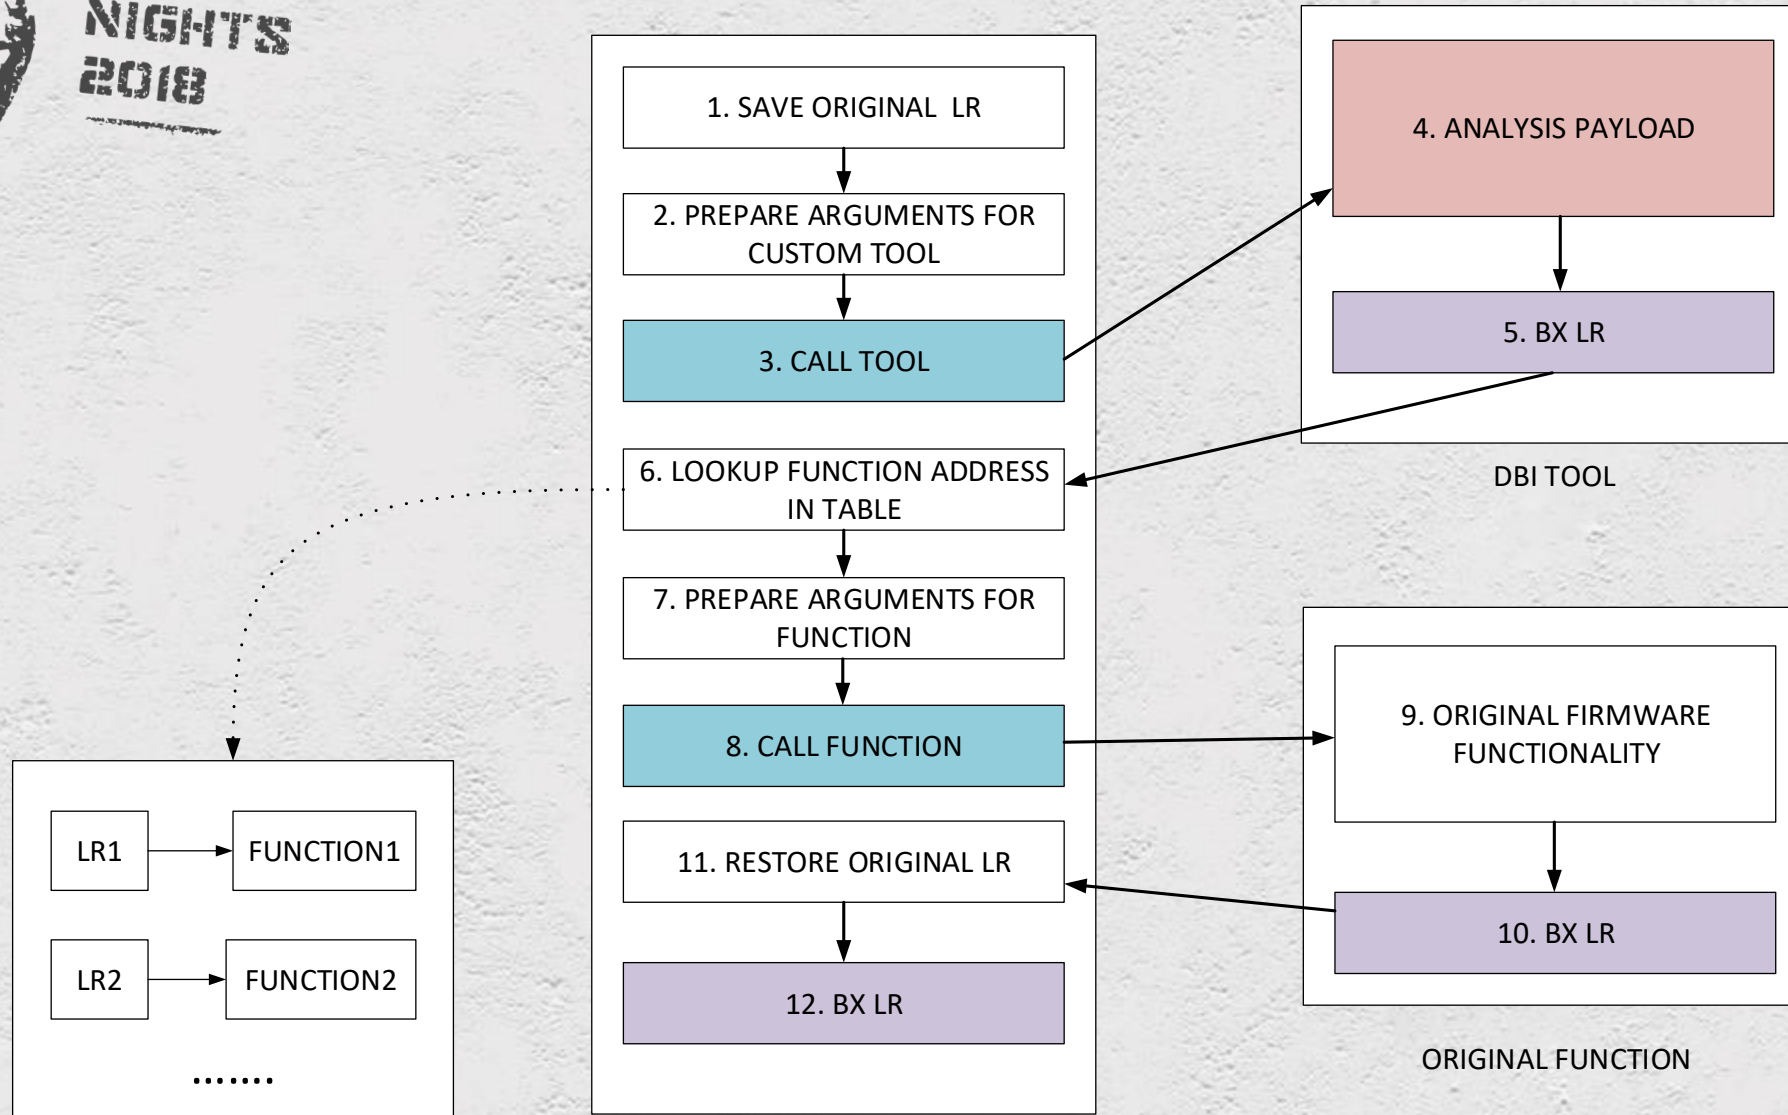 NIGHTS
2018
1. SAVE ORIGINAL LR
2. PREPARE ARGUMENTS FOR
CUSTOM TOOL
3. CALL TOOL
4. ANALYSIS PAYLOAD
5. BX LR
DBI TOOL
6. LOOKUP FUNCTION ADDRESS
IN TABLE
7. PREPARE ARGUMENTS FOR
FUNCTION
8. CALL FUNCTION
9. ORIGINAL FIRMWARE
FUNCTIONALITY
10. BX LR
ORIGINAL FUNCTION
11. RESTORE ORIGINAL LR
12. BX LR
LR1
FUNCTION1
LR2
FUNCTION2
.......